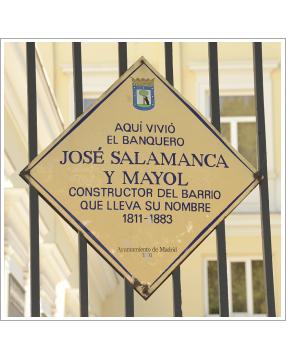 AQUÍ VIVIÓ
EL BANQUERO
JOSÉ SALAMANCA
Y MAYOL
CONSTRUCTOR DEL BARRIO
QUE LLEVA SU NOMBRE
1811-1883
Ayuntamiento de Madrid